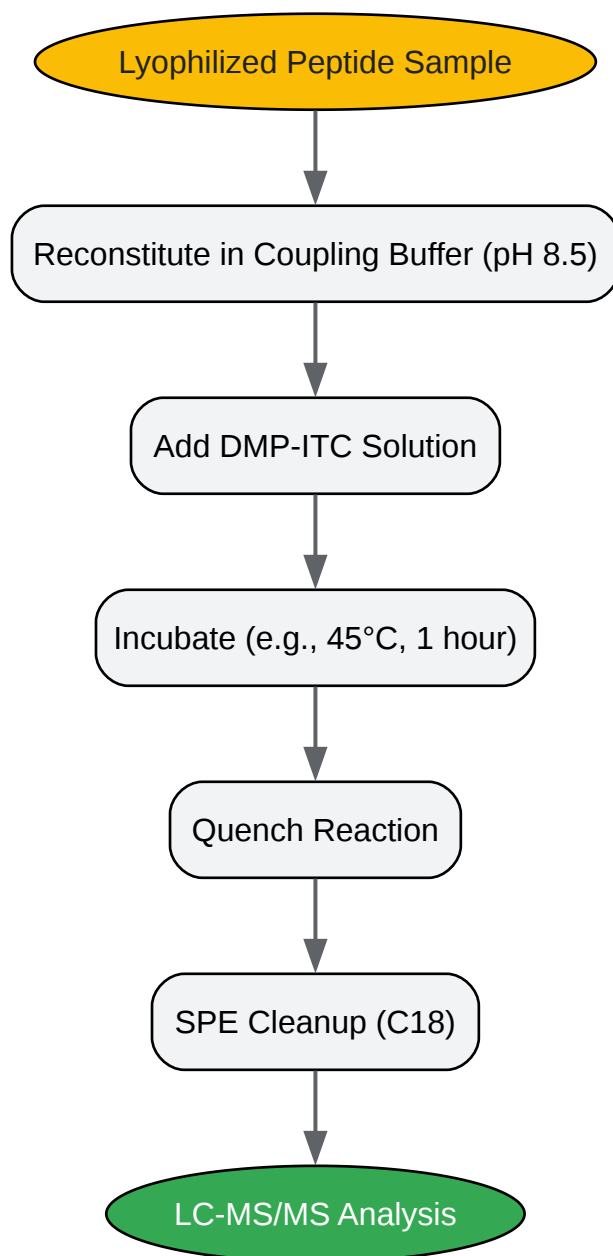 Lyophilized Peptide Sample
Reconstitute in Coupling Buffer (pH 8.5)
Add DMP-ITC Solution
Incubate (e.g., 45°C, 1 hour)
Quench Reaction
SPE Cleanup (C18)
LC-MS/MS Analysis